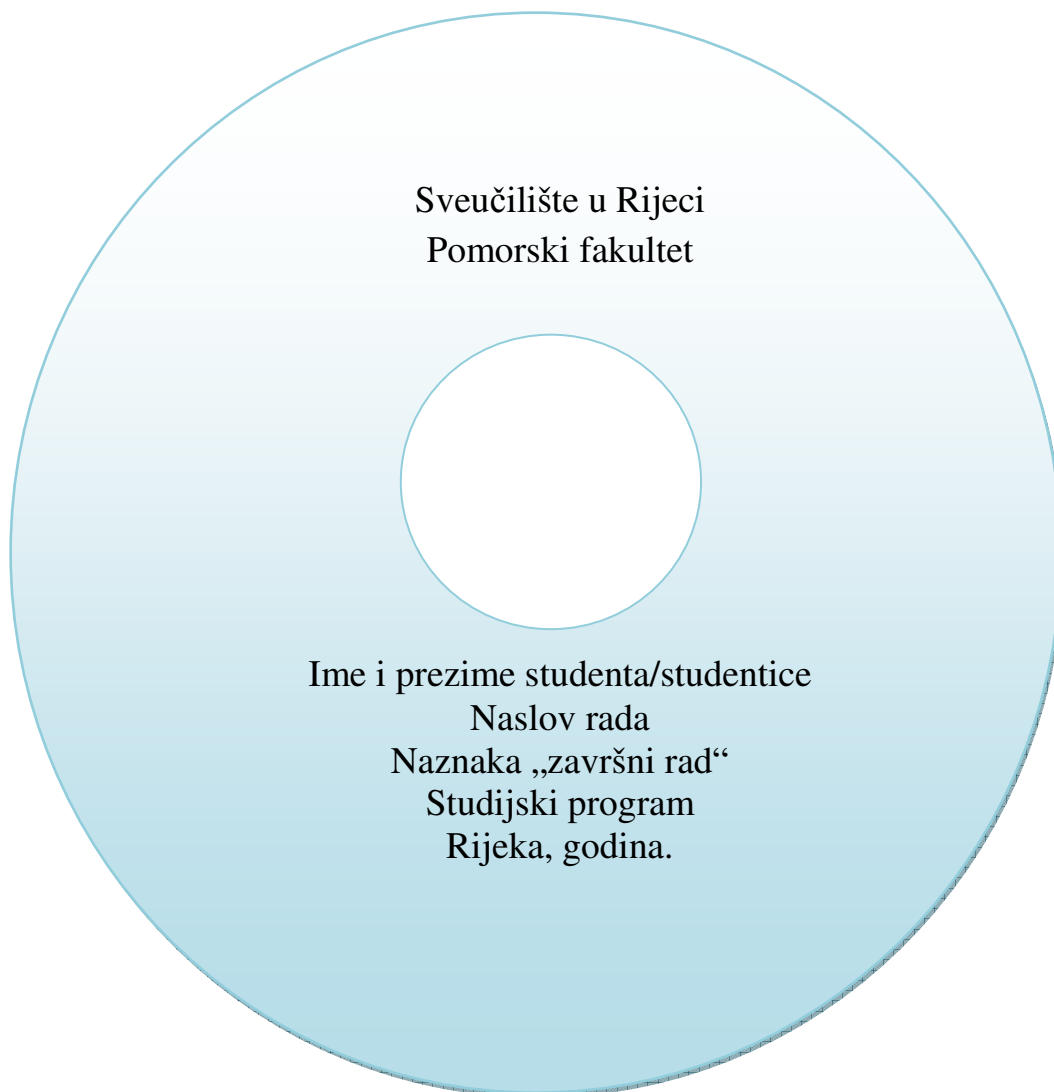 Sveučilište u Rijeci
Pomorski fakultet
Ime i prezime studenta/studentice
Naslov rada
Naznaka „završni rad“
Studijski program
Rijeka, godina.